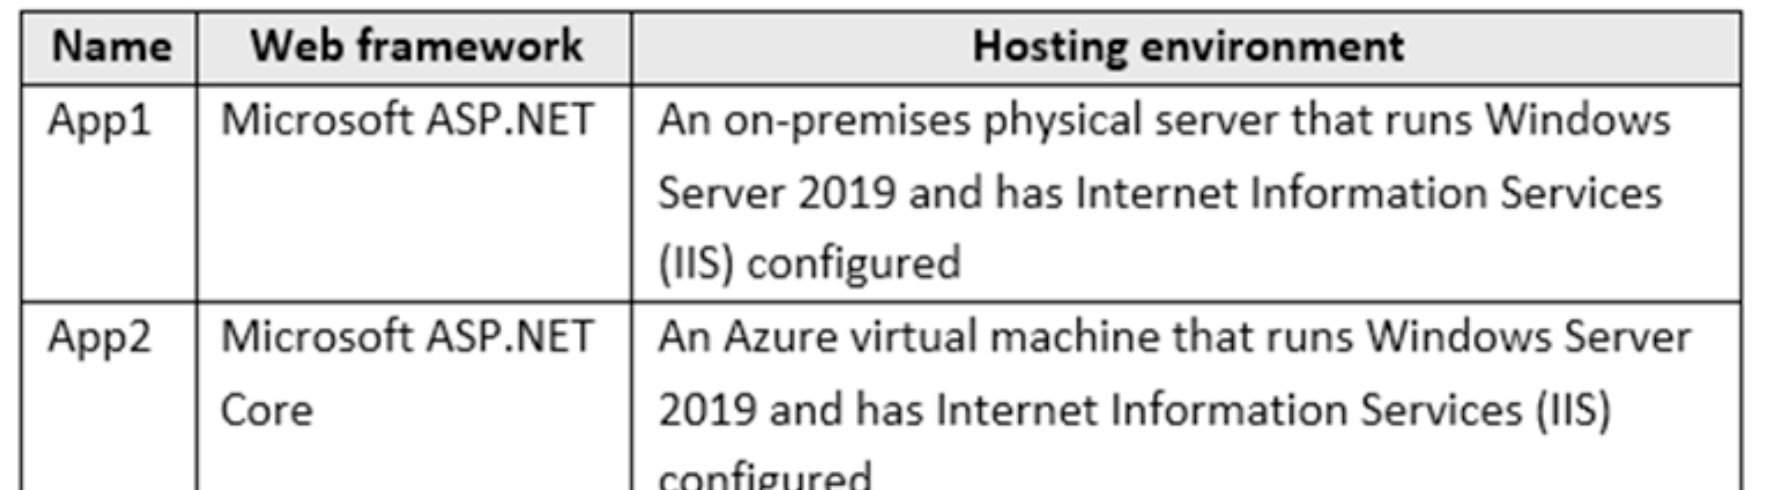 Name Web framework Hosting environment
App1 Microsoft ASP.NET An on-premises physical server that runs Windows
Server 2019 and has Internet Information Services
(IIS) configured
App2 Microsoft ASP.NET An Azure virtual machine that runs Windows Server
Core 2019 and has Internet Information Services (IIS)
configured